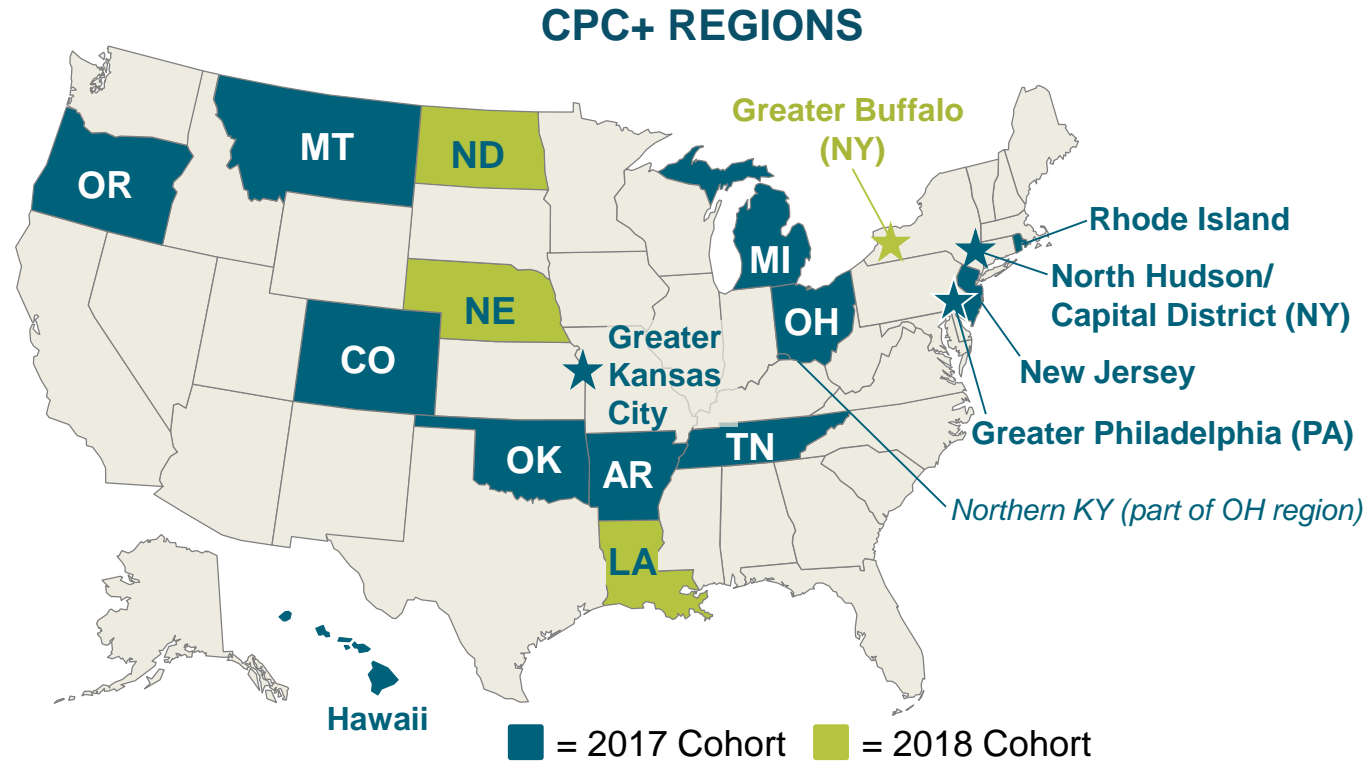 CPC+ REGIONS
Greater Buffalo
(NY)
MT
ND
OR
MI
Rhode Island
North Hudson/
Capital District (NY)
NE
OH
Greater
Kansas
City
CO
New Jersey
Greater Philadelphia (PA)
TN
OK
AR
Northern KY (part of OH region)
LA
Hawaii
= 2017 Cohort
= 2018 Cohort